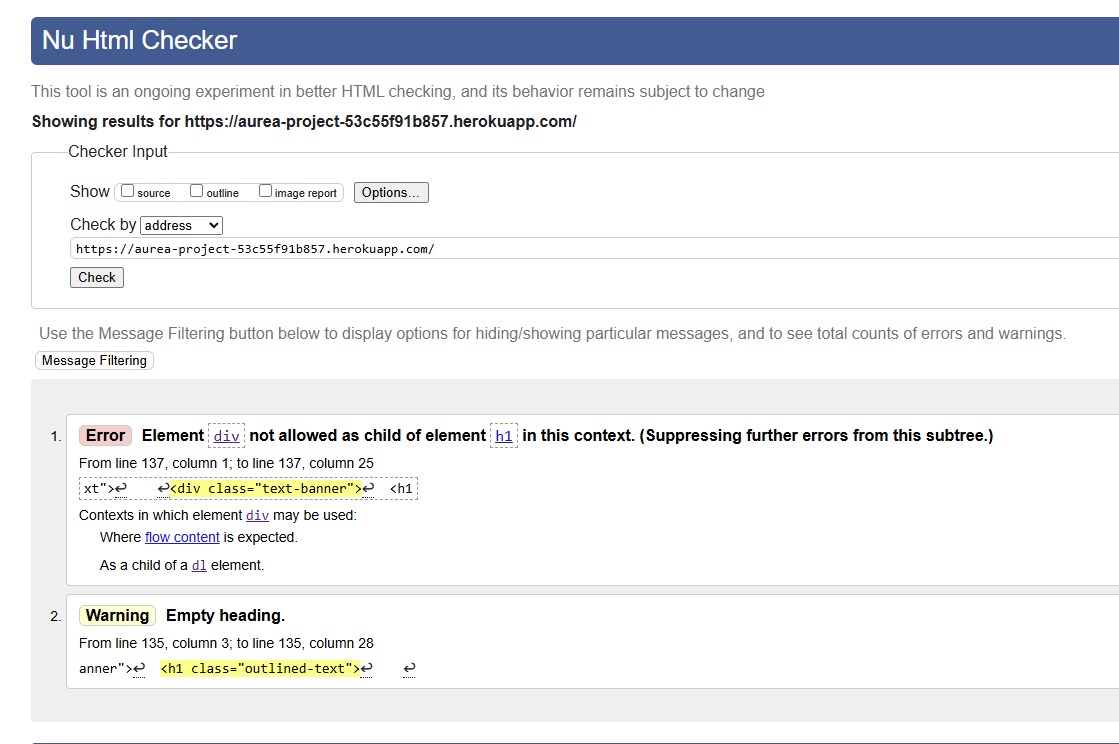 Nu Html Checker
This tool is an ongoing experiment in better HTML checking, and its behavior remains subject to change
Showing results for https://aurea-project-53c55f91b857.herokuapp.com/
Checker Input
Show source outline image report Options...
Check by address
https://aurea-project-53c55f91b857.herokuapp.com/
Check
Use the Message Filtering button below to display options for hiding/showing particular messages, and to see total counts of errors and warnings.
Message Filtering
1. Error Element div not allowed as child of element h1 in this context. (Suppressing further errors from this subtree.)
From line 137, column 1; to line 137, column 25
xt">↩ ↩<div class="text-banner">↩ <h1
Contexts in which element div may be used:
Where flow content is expected.
As a child of a dl element.
2. Warning Empty heading.
From line 135, column 3; to line 135, column 28
anner">↩ <h1 class="outlined-text">↩ ↩